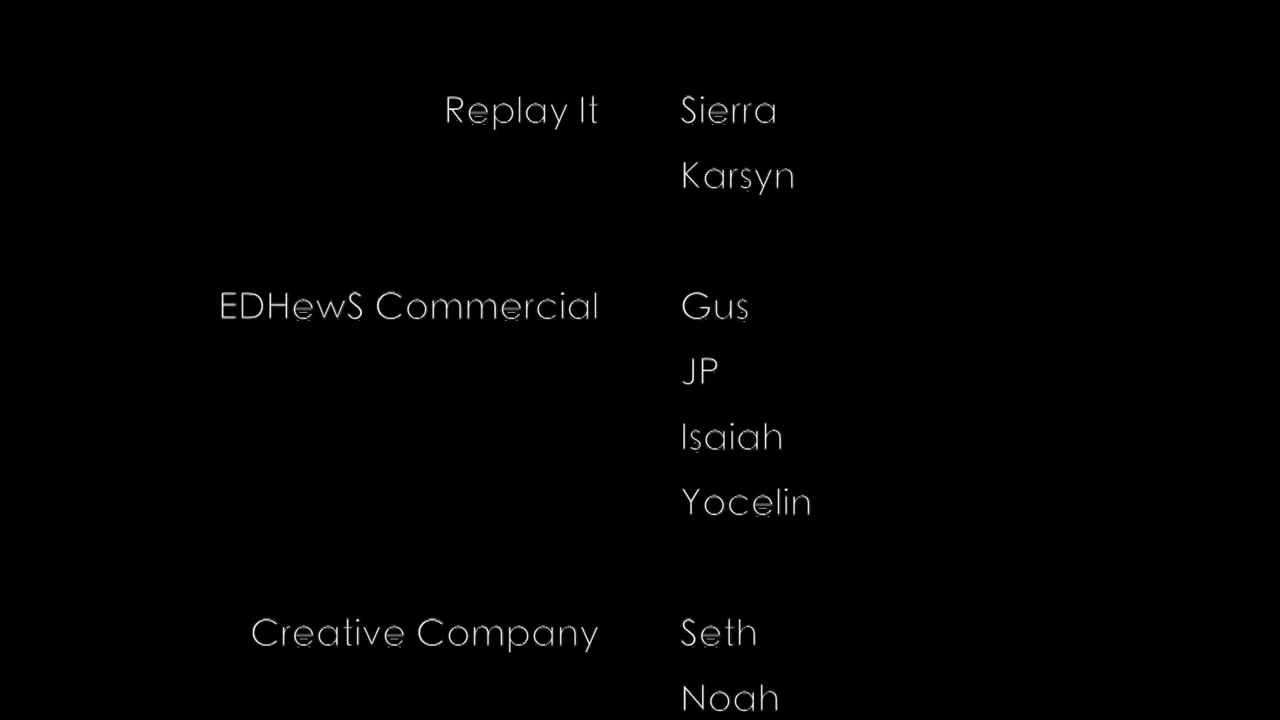 Replay It Sierra
Karsyn
EDHewS Commercial Gus
JP
Isaiah
Yocelin
Creative Company Seth
Noah